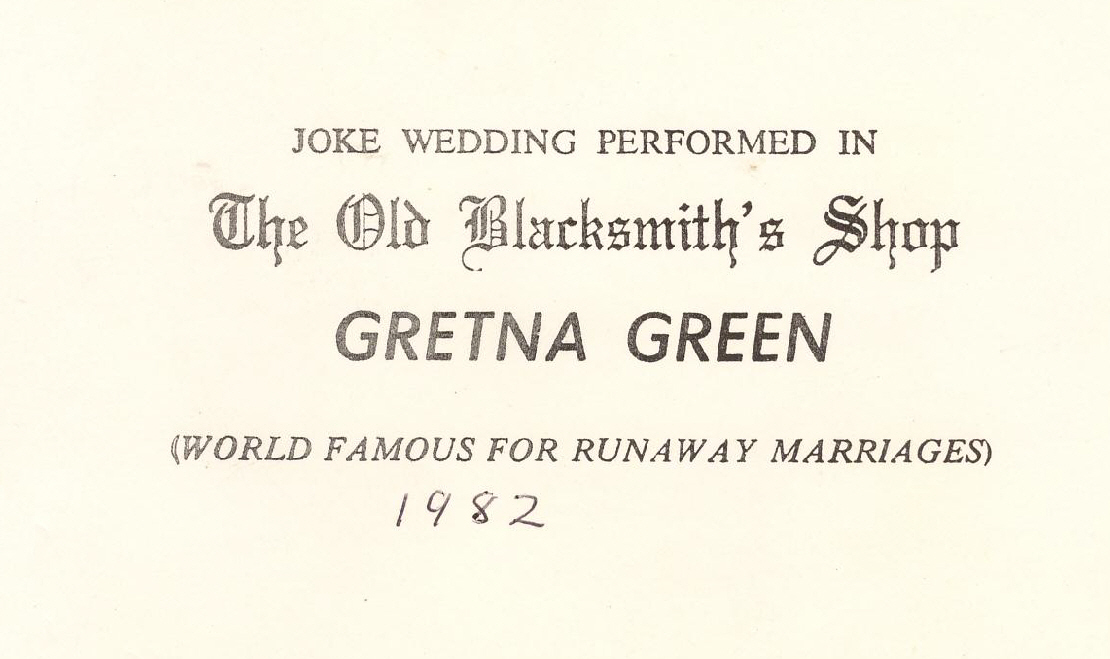 JOKE WEDDING PERFORMED IN
The Old Blacksmith's Shop
GRETNA GREEN
(WORLD FAMOUS FOR RUNAWAY MARRIAGES)
1982